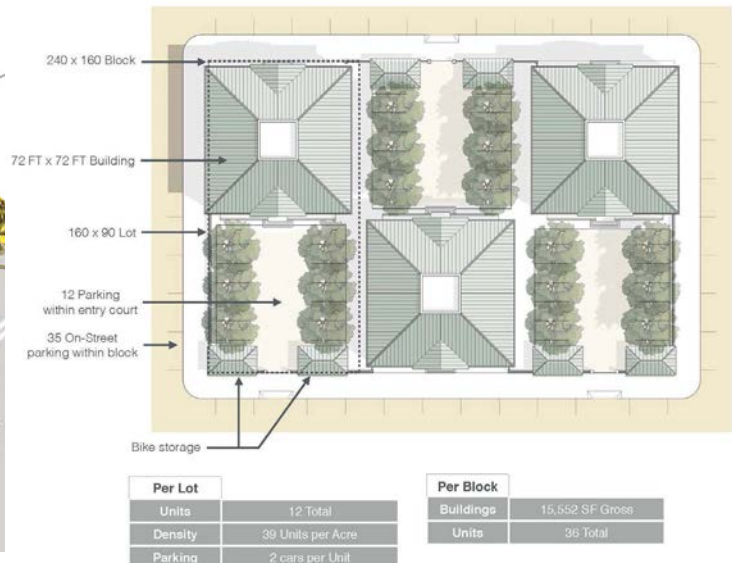 240 x 160 Block
72 FT x 72 FT Building
160 x 90 Lot
12 Parking
within entry court
35 On-Street
parking within block
Bike storage
Per Lot
Units 12 Total
Density 39 Units per Acre
Parking 2 cars per Unit
Per Block
Buildings 15,552 SF Gross
Units 36 Total